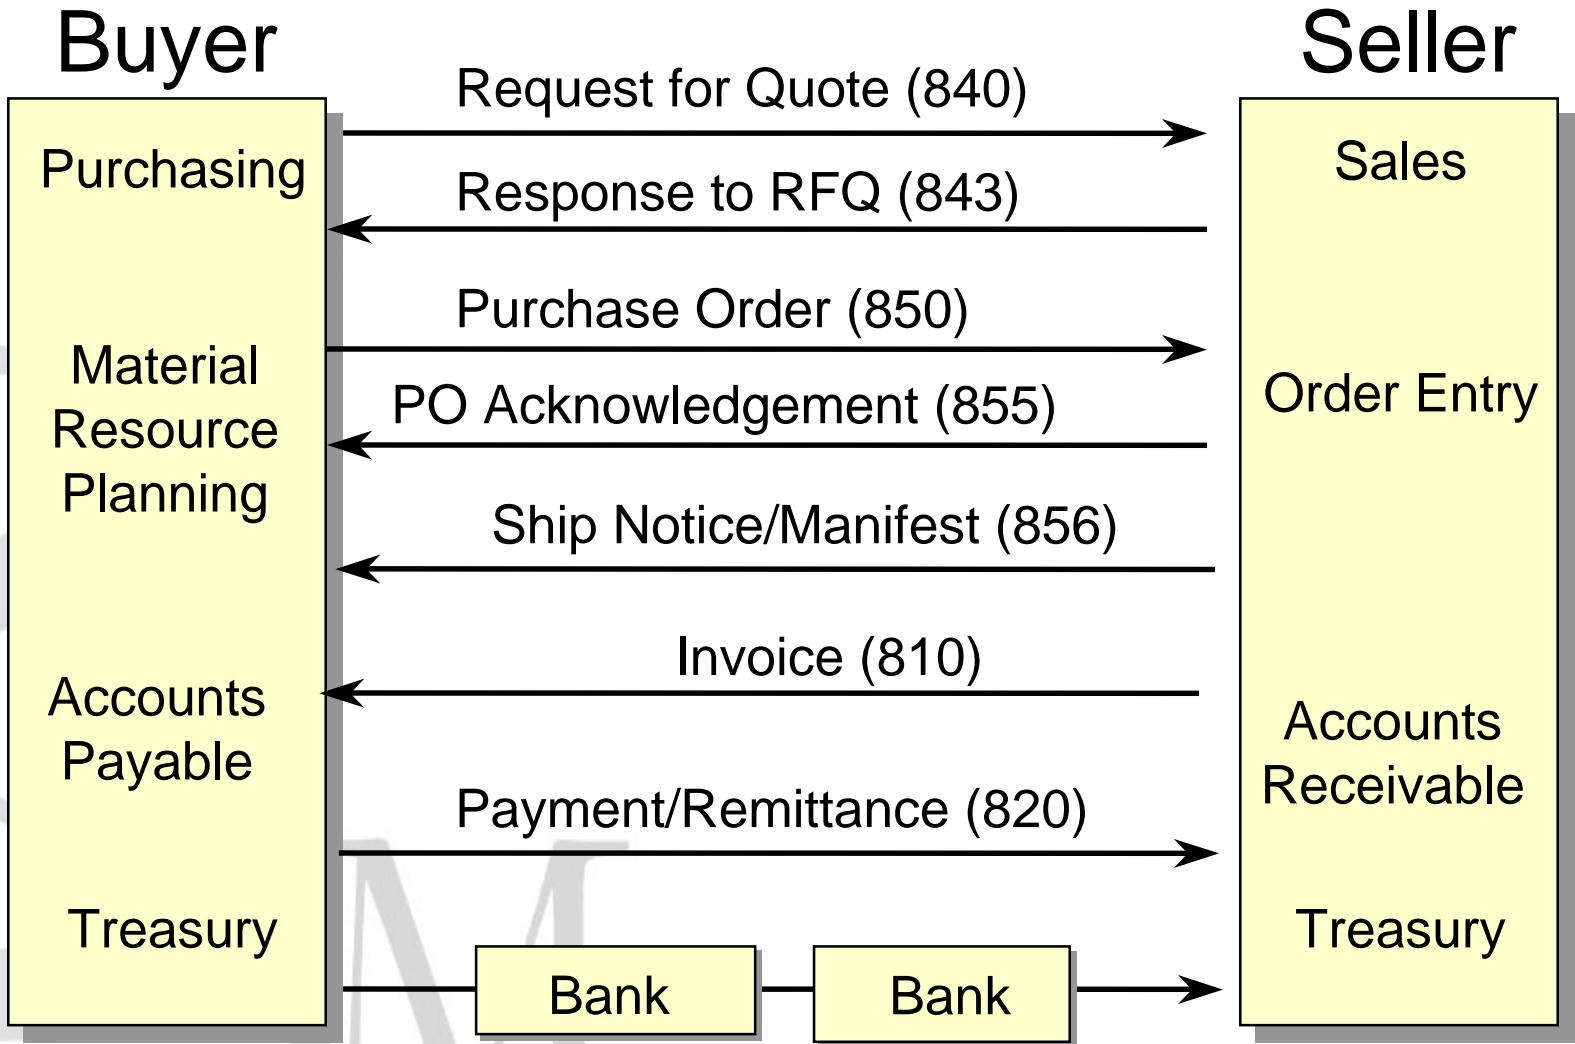 Buyer
Seller
Request for Quote (840)
Purchasing
Sales
Response to RFQ (843)
Purchase Order (850)
Material
Resource
Planning
Order Entry
PO Acknowledgement (855)
Ship Notice/Manifest (856)
Invoice (810)
Accounts
Payable
Accounts
Receivable
Payment/Remittance (820)
Treasury
Treasury
Bank
Bank